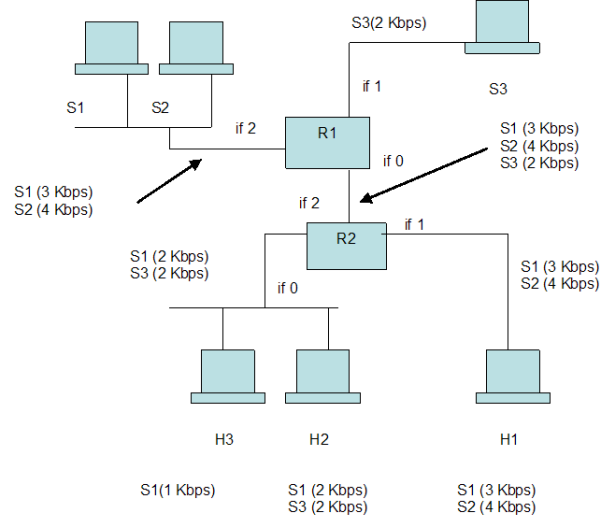 S3(2 Kbps)
if 1
S3
S1
S2
if 2
R1
S1 (3 Kbps)
S2 (4 Kbps)
S3 (2 Kbps)
if 0
S1 (3 Kbps)
S2 (4 Kbps)
if 2
if 1
R2
S1 (2 Kbps)
S3 (2 Kbps)
if 0
S1 (3 Kbps)
S2 (4 Kbps)
H3
H2
H1
S1(1 Kbps)
S1 (2 Kbps)
S3 (2 Kbps)
S1 (3 Kbps)
S2 (4 Kbps)